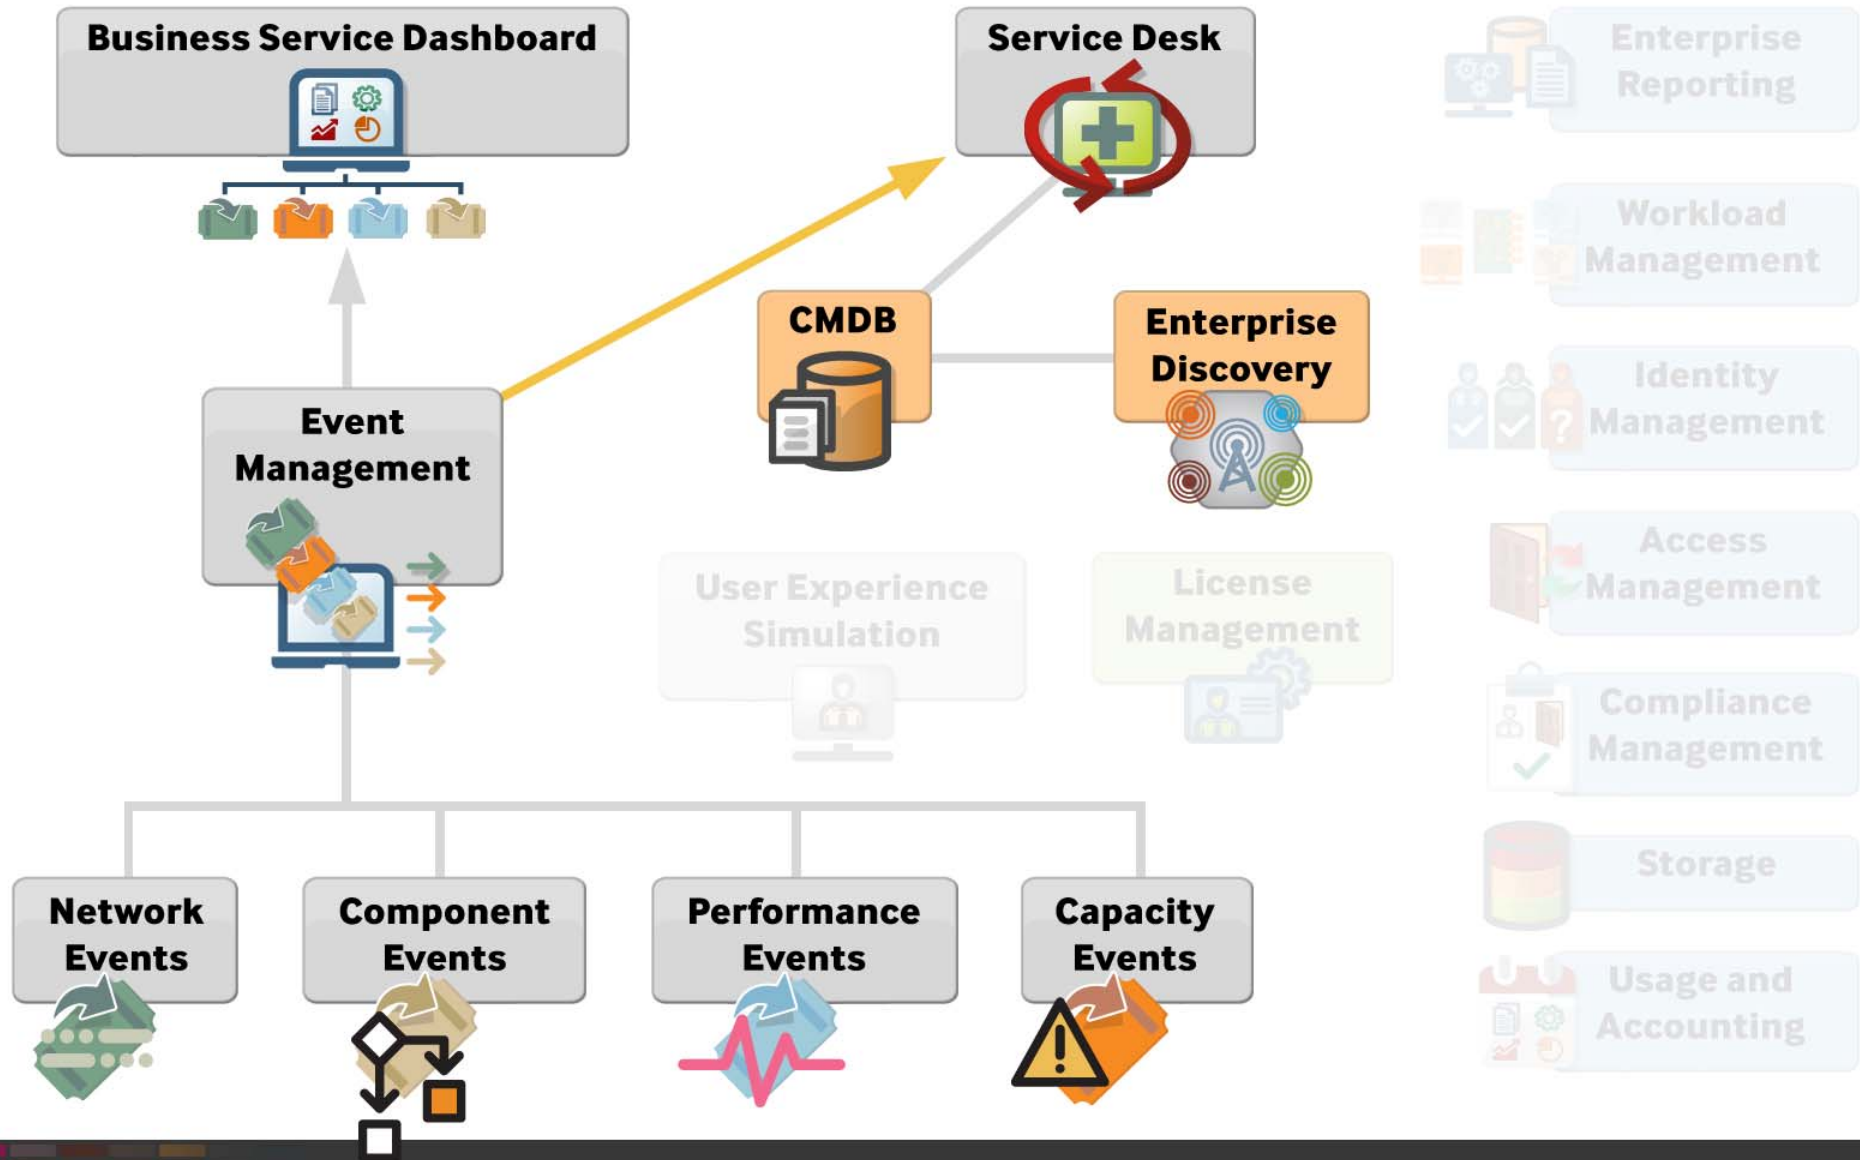 Business Service Dashboard
Service Desk
Enterprise
Reporting
Workload
Management
CMDB
Enterprise
Discovery
Identity
Management
Event
Management
Access
Management
User Experience
Simulation
License
Management
Compliance
Management
Storage
Network
Events
Component
Events
Performance
Events
Capacity
Events
Usage and
Accounting